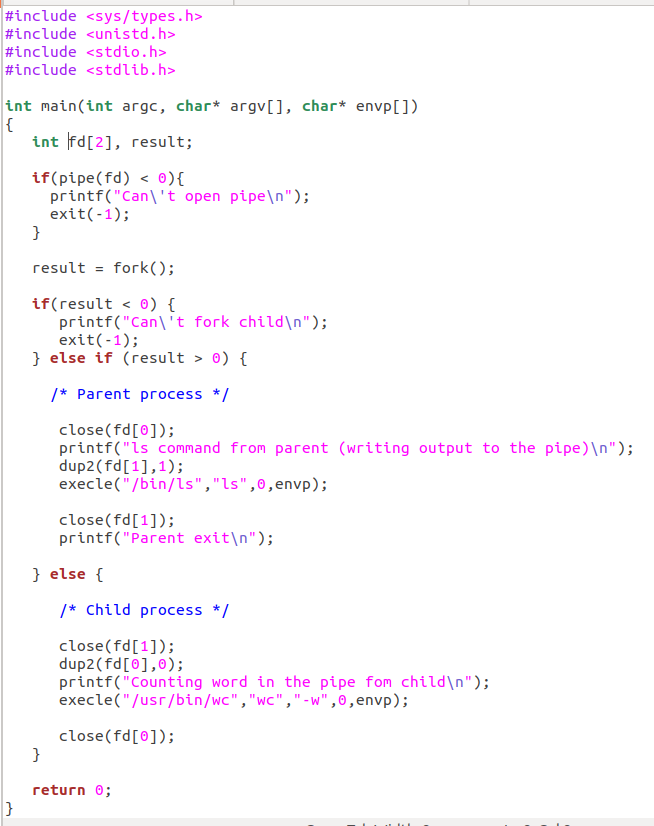 #include <sys/types.h>
#include <unistd.h>
#include <stdio.h>
#include <stdlib.h>
int main(int argc, char* argv[], char* envp[])
{
int fd[2], result;
if(pipe(fd) < 0){
printf("Can\'t open pipe\n");
exit(-1);
}
result = fork();
if(result < 0) {
printf("Can\'t fork child\n");
exit(-1);
} else if (result > 0) {
/* Parent process */
close(fd[0]);
printf("ls command from parent (writing output to the pipe)\n");
dup2(fd[1],1);
execle("/bin/ls","ls",0,envp);
close(fd[1]);
printf("Parent exit\n");
} else {
/* Child process */
close(fd[1]);
dup2(fd[0],0);
printf("Counting word in the pipe fom child\n");
execle("/usr/bin/wc","wc","-w",0,envp);
close(fd[0]);
}
return 0;
}